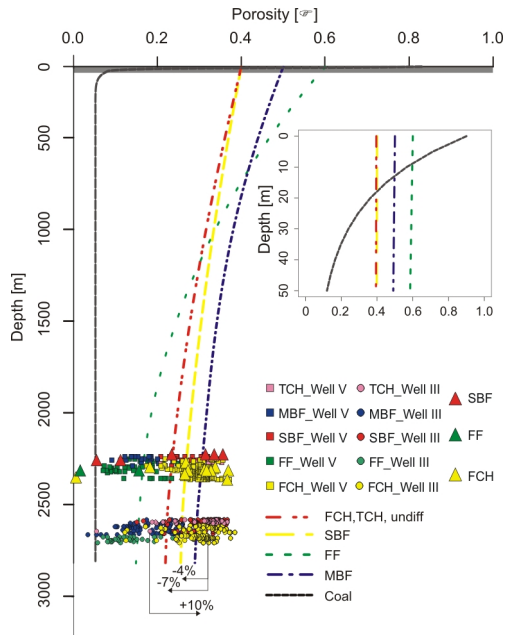 Porosity [☞]
0.0 0.2 0.4 0.6 0.8 1.0
Depth [m]
0
500
1000
1500
2000
2500
3000
Depth [m]
0
10
20
30
40
50
0 0.2 0.4 0.6 0.8 1.0
TCH_Well V TCH_Well III
MBF_Well V MBF_Well III
SBF_Well V SBF_Well III
FF_Well V FF_Well III
FCH_Well V FCH_Well III
SBF
FF
FCH
FCH,TCH, undiff
SBF
FF
MBF
Coal
-4%
-7%
+10%